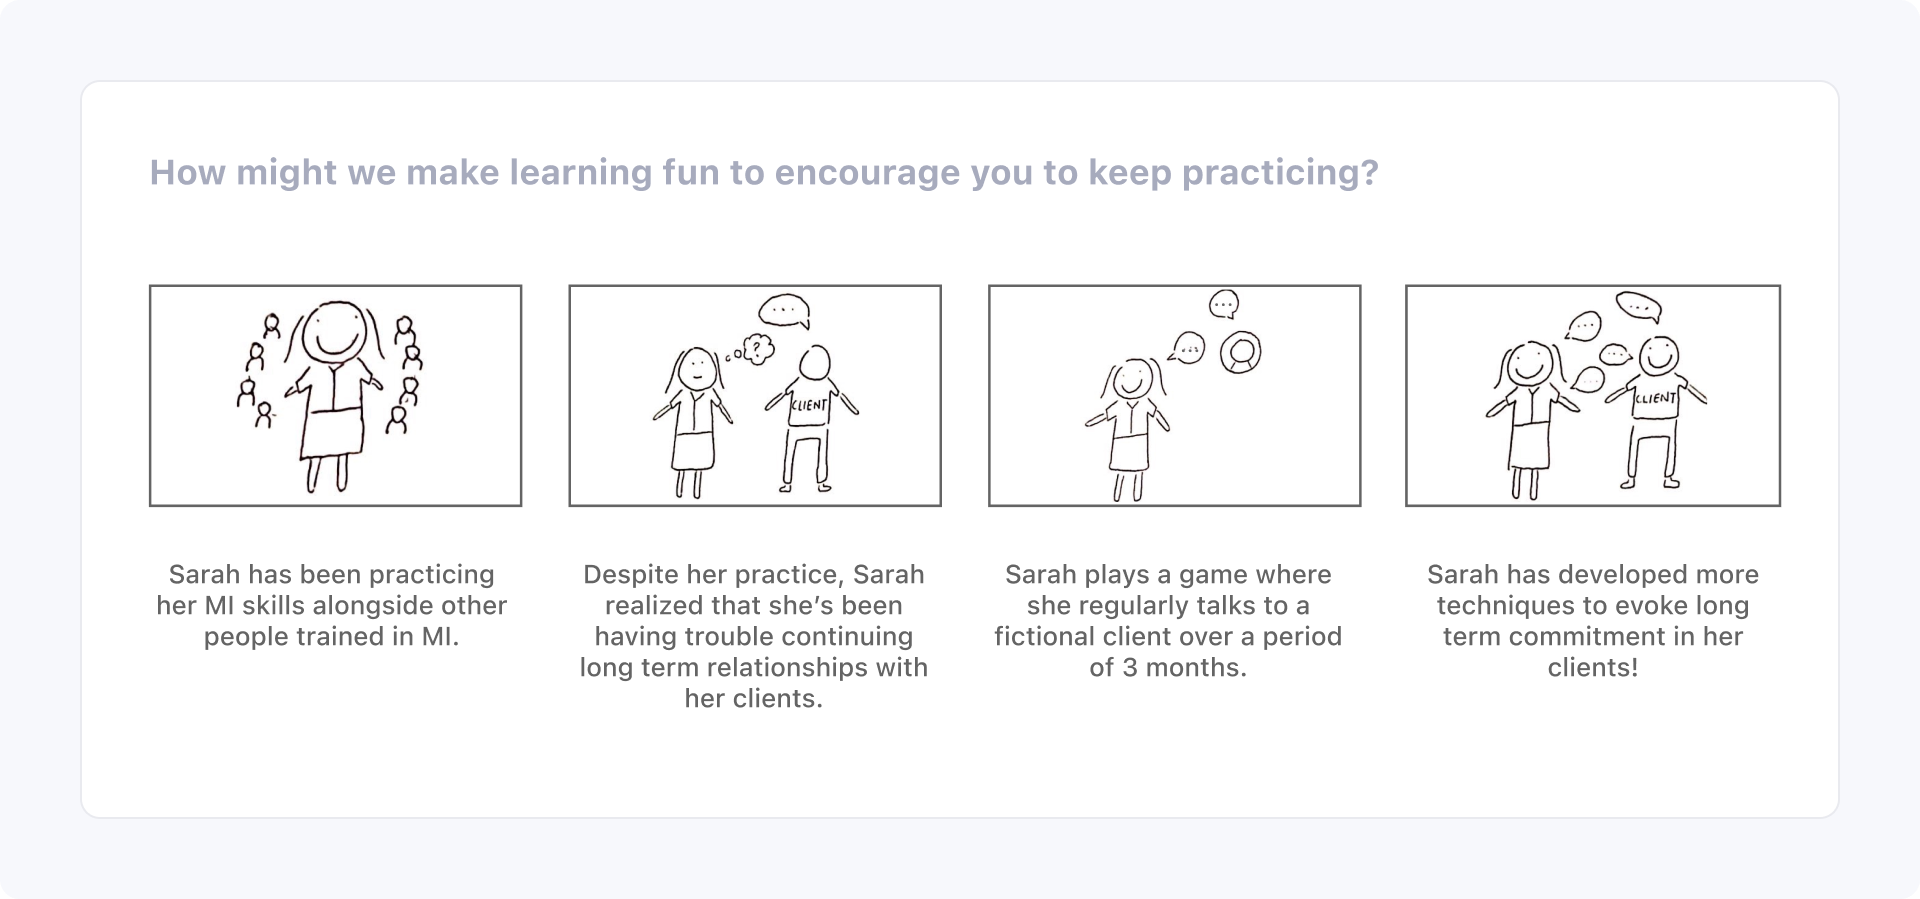 How might we make learning fun to encourage you to keep practicing?
?
CLIENT
CLIENT
Sarah has been practicing
her MI skills alongside other
people trained in MI.
Despite her practice, Sarah
realized that she’s been
having trouble continuing
long term relationships with
her clients.
Sarah plays a game where
she regularly talks to a
fictional client over a period
of 3 months.
Sarah has developed more
techniques to evoke long
term commitment in her
clients!